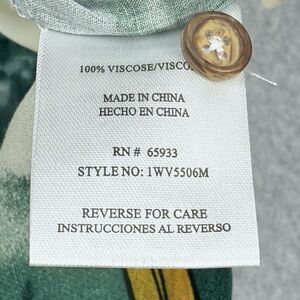 100% VISCOSE/VISCO
MADE IN CHINA
HECHO EN CHINA
RN # 65933
STYLE NO: 1WV5506M
REVERSE FOR CARE
INSTRUCCIONES AL REVERSO